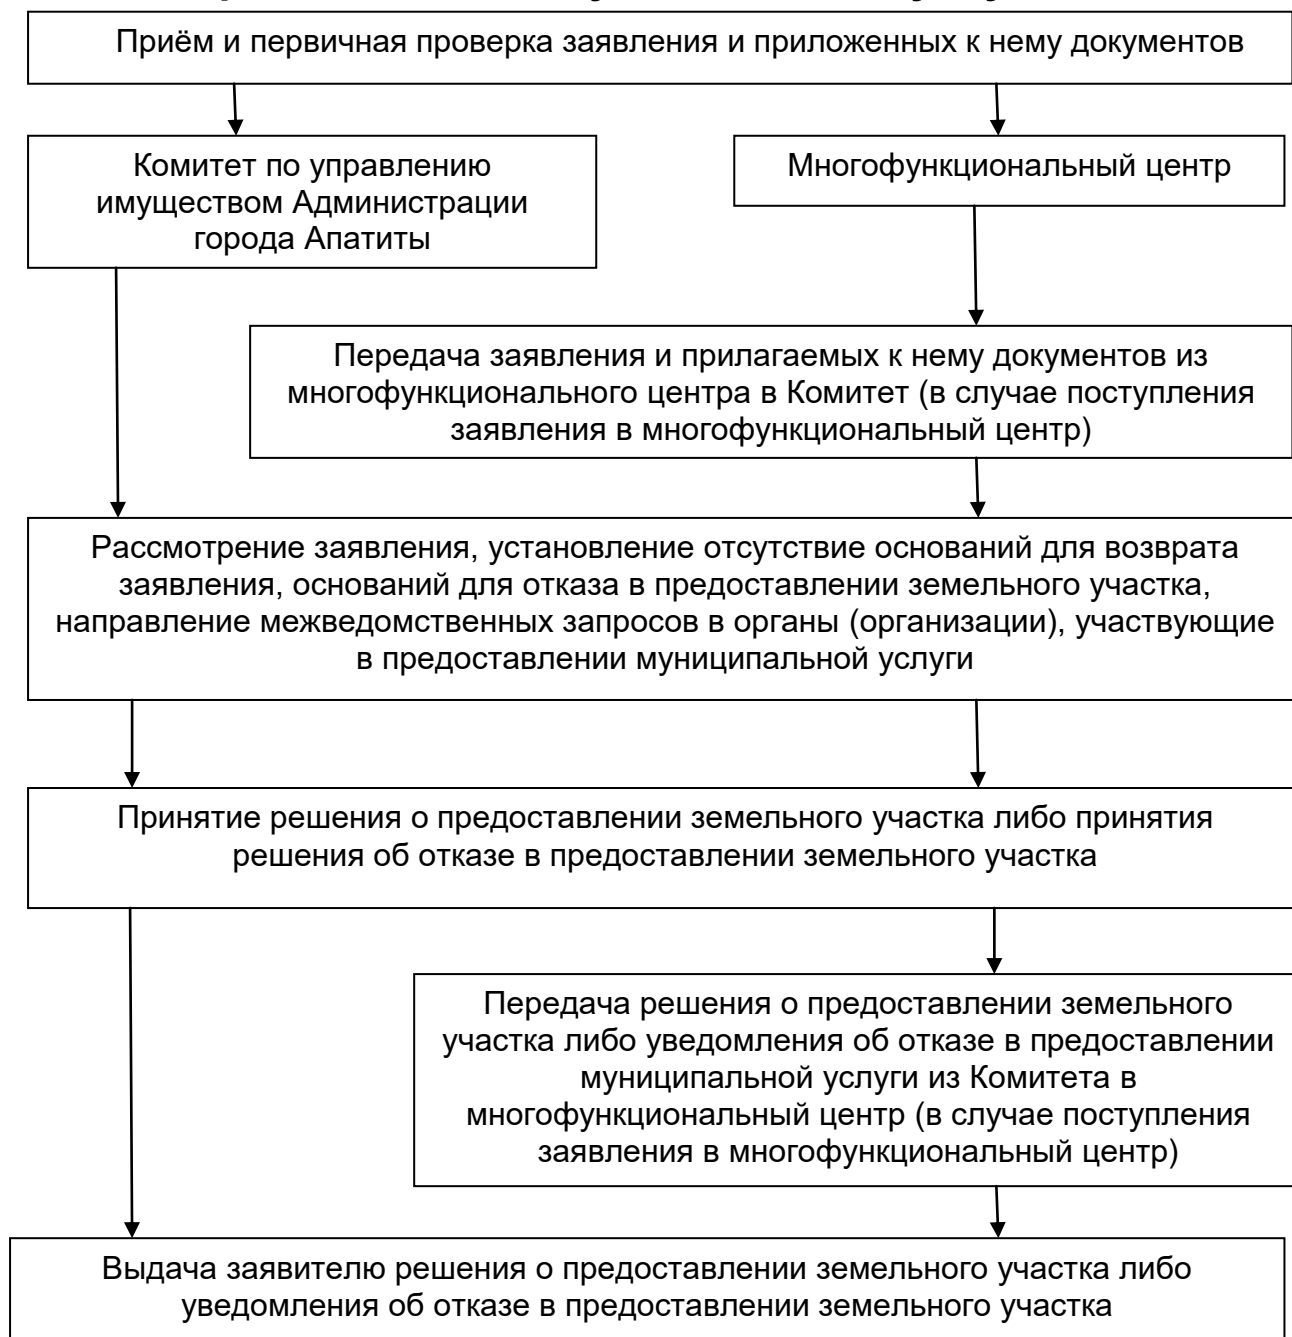 Приём и первичная проверка заявления и приложенных к нему документов
Комитет по управлению
имуществом Администрации
города Апатиты
Многофункциональный центр
Передача заявления и прилагаемых к нему документов из
многофункционального центра в Комитет (в случае поступления
заявления в многофункциональный центр)
Рассмотрение заявления, установление отсутствие оснований для возврата
заявления, оснований для отказа в предоставлении земельного участка,
направление межведомственных запросов в органы (организации), участвующие
в предоставлении муниципальной услуги
Принятие решения о предоставлении земельного участка либо принятия
решения об отказе в предоставлении земельного участка
Передача решения о предоставлении земельного
участка либо уведомления об отказе в предоставлении
муниципальной услуги из Комитета в
многофункциональный центр (в случае поступления
заявления в многофункциональный центр)
Выдача заявителю решения о предоставлении земельного участка либо
уведомления об отказе в предоставлении земельного участка